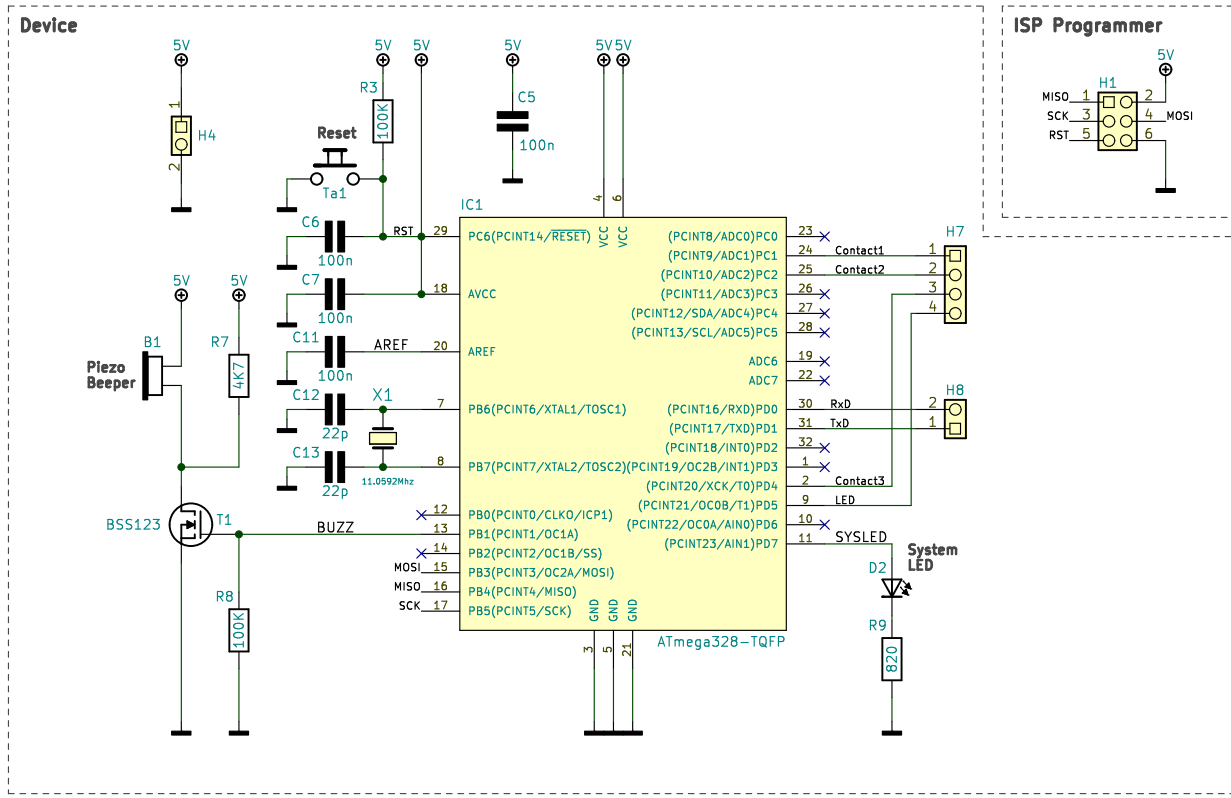 Device
ISP Programmer
5V
5V
5V
5V
5V
5V
5V
R3
100K
C5
100n
1
H4
2
Reset
Ta1
H1
MISO
1
2
SCK
3
4
MOSI
RST
5
6
IC1
4
6
VCC
VCC
C6
100n
RST
29
PC6(PCINT14/RESET)
C7
100n
18
AVCC
C11
100n
AREF
20
AREF
C12
22p
X1
7
PB6(PCINT6/XTAL1/TOSC1)
C13
22p
11.0592Mhz
8
PB7(PCINT7/XTAL2/TOSC2)
12
PB0(PCINT0/CLKO/ICP1)
BUZZ
13
PB1(PCINT1/OC1A)
14
PB2(PCINT2/OC1B/SS)
MOSI
15
PB3(PCINT3/OC2A/MOSI)
MISO
16
PB4(PCINT4/MISO)
SCK
17
PB5(PCINT5/SCK)
(PCINT8/ADC0)PC0
23
(PCINT9/ADC1)PC1
24
Contact1
(PCINT10/ADC2)PC2
25
Contact2
(PCINT11/ADC3)PC3
26
(PCINT12/SDA/ADC4)PC4
27
(PCINT13/SCL/ADC5)PC5
28
ADC6
19
ADC7
22
(PCINT16/RXD)PD0
30
RxD
(PCINT17/TXD)PD1
31
TxD
(PCINT18/INT0)PD2
32
(PCINT19/OC2B/INT1)PD3
1
(PCINT20/XCK/T0)PD4
2
Contact3
(PCINT21/OC0B/T1)PD5
9
LED
(PCINT22/OC0A/AIN0)PD6
10
(PCINT23/AIN1)PD7
11
SYSLED
GND
GND
GND
3
5
21
ATmega328-TQFP
H7
1
2
3
4
H8
2
1
System
LED
D2
R9
820
5V
5V
B1
Piezo
Beeper
R7
4K7
BSS123
T1
R8
100K